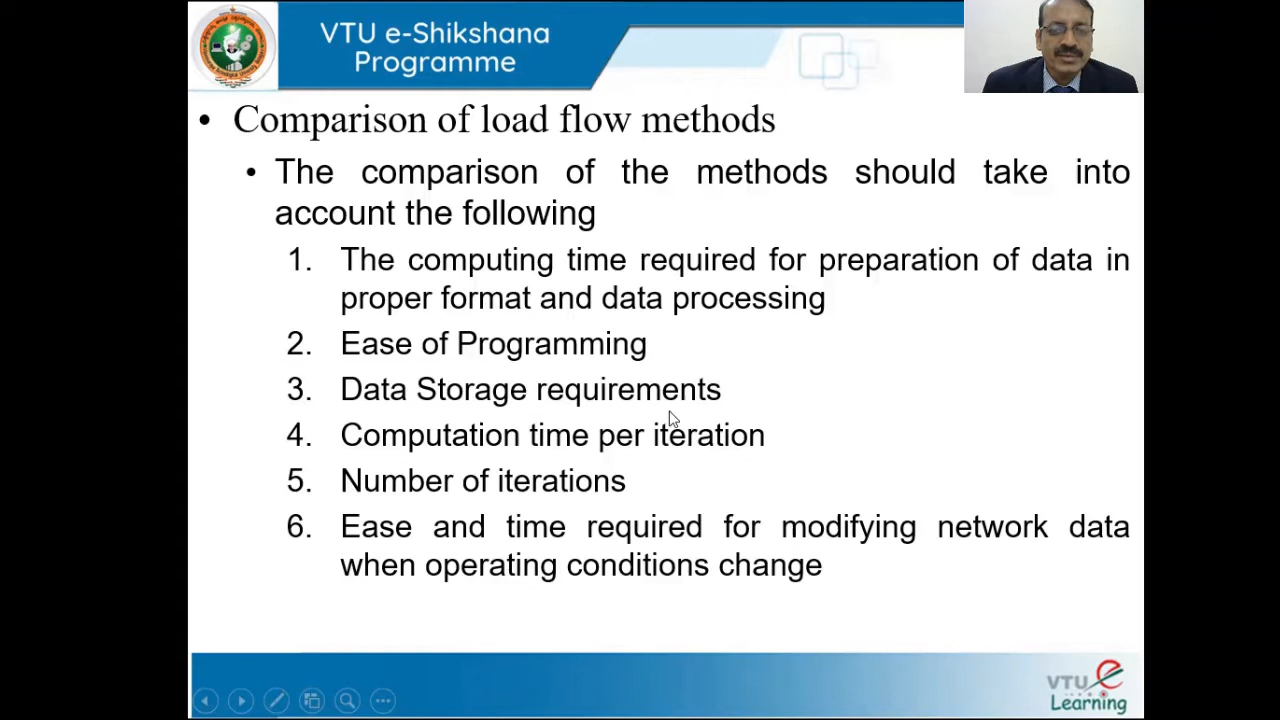 VTU e-Shikshana
Programme
• Comparison of load flow methods
• The comparison of the methods should take into
account the following
1. The computing time required for preparation of data in
proper format and data processing
2. Ease of Programming
3. Data Storage requirements
4. Computation time per iteration
5. Number of iterations
6. Ease and time required for modifying network data
when operating conditions change
VTU e
Learning